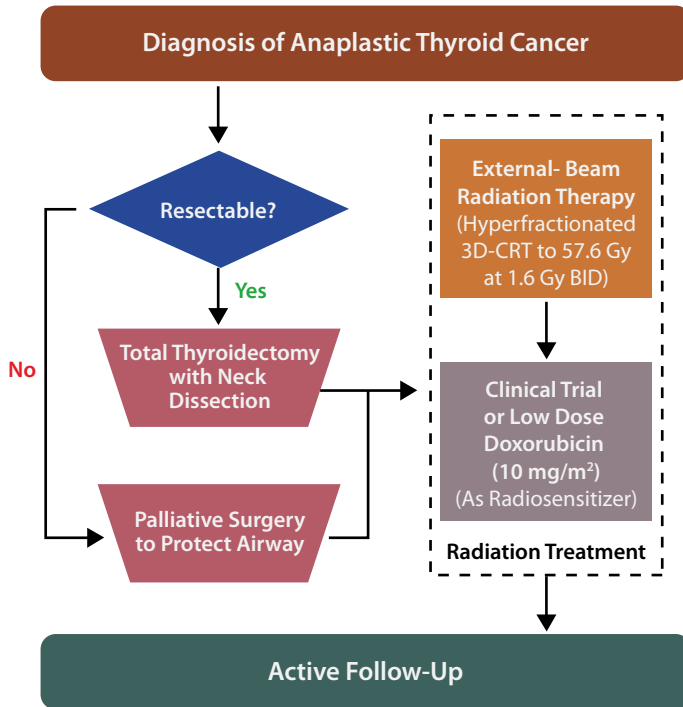 Diagnosis of Anaplastic Thyroid Cancer
Resectable?
Yes
No
Total Thyroidectomy
with Neck
Dissection
Palliative Surgery
to Protect Airway
External- Beam
Radiation Therapy
(Hyperfractionated
3D-CRT to 57.6 Gy
at 1.6 Gy BID)
Clinical Trial
or Low Dose
Doxorubicin
(10 mg/m²)
(As Radiosensitizer)
Radiation Treatment
Active Follow-Up